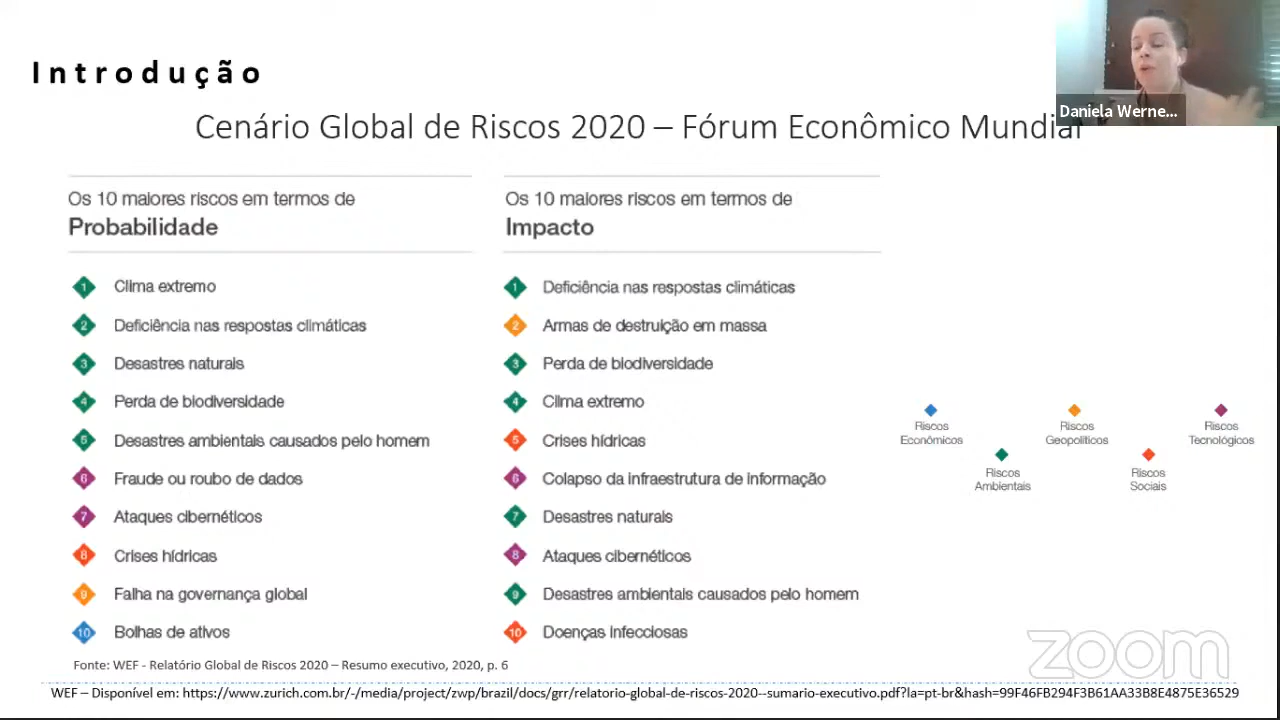 Introdução
Daniela Werne...
Cenário Global de Riscos 2020 – Fórum Econômico Mundial
Os 10 maiores riscos em termos de
Probabilidade
1 Clima extremo
2 Deficiência nas respostas climáticas
3 Desastres naturais
4 Perda de biodiversidade
5 Desastres ambientais causados pelo homem
6 Fraude ou roubo de dados
7 Ataques cibernéticos
8 Crises hídricas
9 Falha na governança global
10 Bolhas de ativos
Os 10 maiores riscos em termos de
Impacto
1 Deficiência nas respostas climáticas
2 Armas de destruição em massa
3 Perda de biodiversidade
4 Clima extremo
5 Crises hídricas
6 Colapso da infraestrutura de informação
7 Desastres naturais
8 Ataques cibernéticos
9 Desastres ambientais causados pelo homem
10 Doenças infecciosas
Riscos
Econômicos
Riscos
Ambientais
Riscos
Geopolíticos
Riscos
Sociais
Riscos
Tecnológicos
zoom
Fonte: WEF - Relatório Global de Riscos 2020 – Resumo executivo, 2020, p. 6
WEF – Disponível em: https://www.zurich.com.br/-/media/project/zwp/brazil/docs/grr/relatorio-global-de-riscos-2020--sumario-executivo.pdf?la=pt-br&hash=99F46FB294F3B61AA33B8E4875E36529